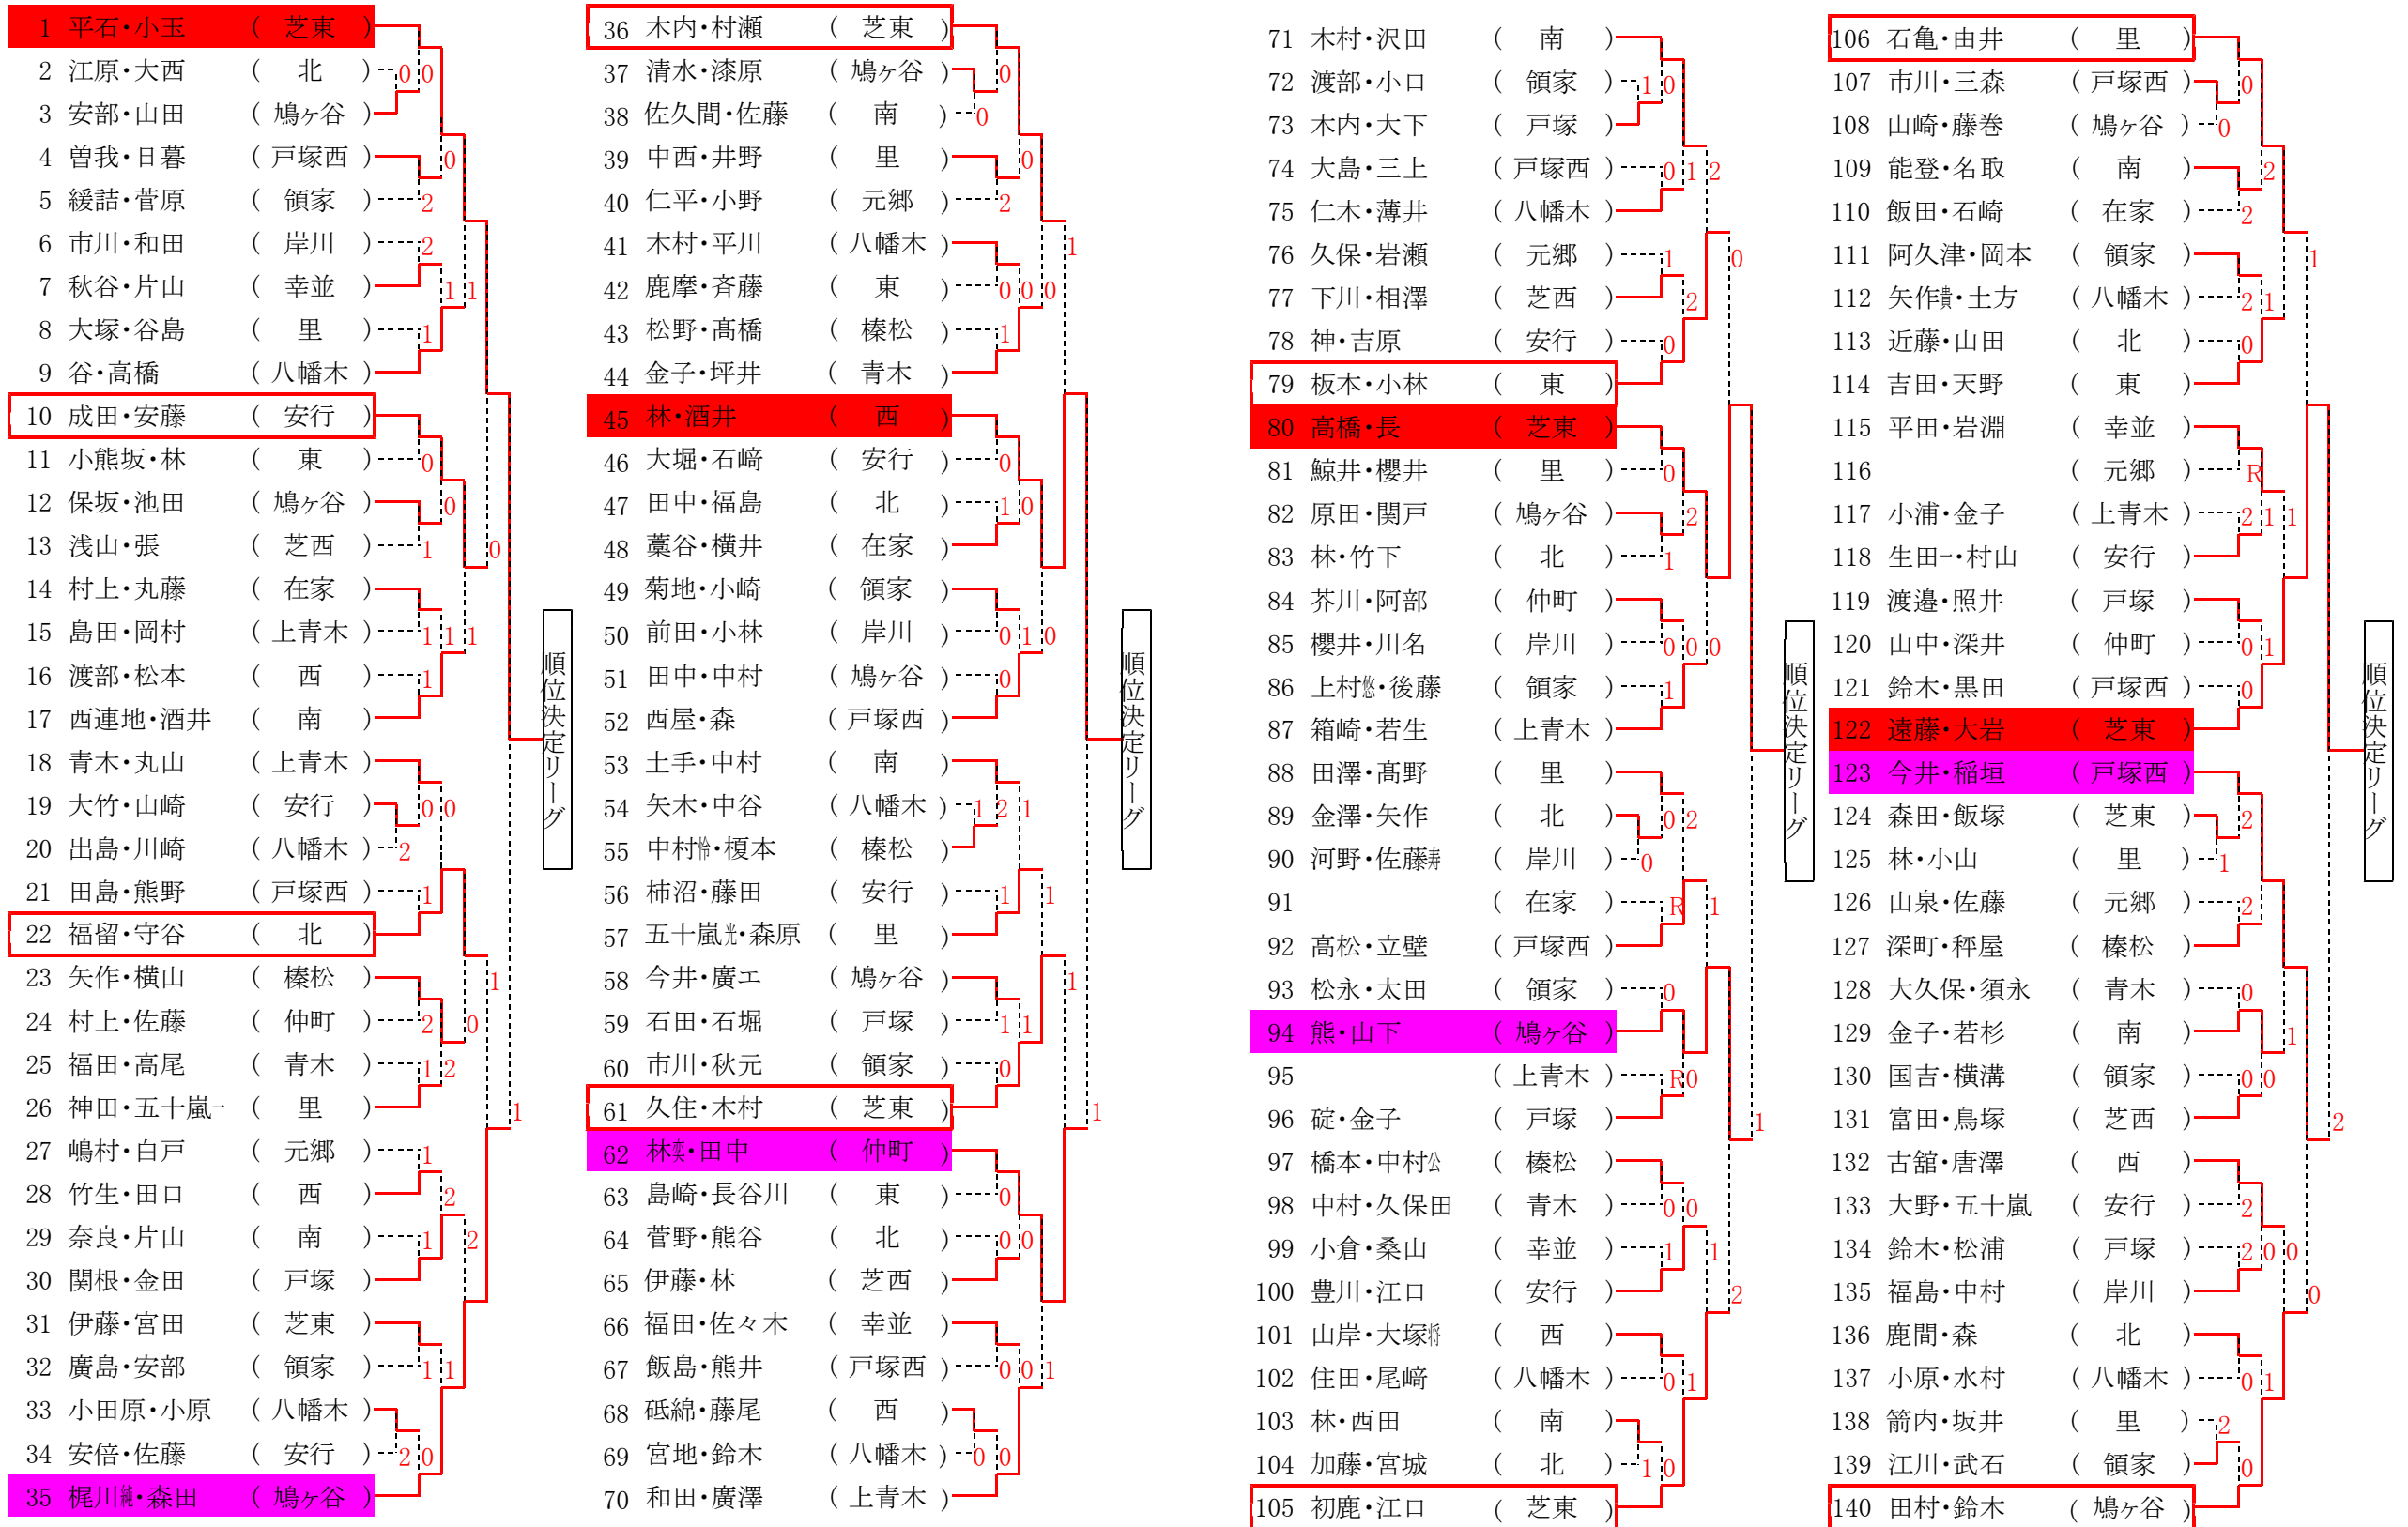 1 平石・小玉 ( 芝東 )
2 江原・大西 ( 北 )
3 安部・山田 ( 鳩ヶ谷 )
4 曽我・日暮 ( 戸塚西 )
5 緩詰・菅原 ( 領家 )
6 市川・和田 ( 岸川 )
7 秋谷・片山 ( 幸並 )
8 大塚・谷島 ( 里 )
9 谷・高橋 ( 八幡木 )
10 成田・安藤 ( 安行 )
11 小熊坂・林 ( 東 )
12 保坂・池田 ( 鳩ヶ谷 )
13 浅山・張 ( 芝西 )
14 村上・丸藤 ( 在家 )
15 島田・岡村 ( 上青木 )
16 渡部・松本 ( 西 )
17 西連地・酒井 ( 南 )
18 青木・丸山 ( 上青木 )
19 大竹・山崎 ( 安行 )
20 出島・川崎 ( 八幡木 )
21 田島・熊野 ( 戸塚西 )
22 福留・守谷 ( 北 )
23 矢作・横山 ( 榛松 )
24 村上・佐藤 ( 仲町 )
25 福田・高尾 ( 青木 )
26 神田・五十嵐一 ( 里 )
27 嶋村・白戸 ( 元郷 )
28 竹生・田口 ( 西 )
29 奈良・片山 ( 南 )
30 関根・金田 ( 戸塚 )
31 伊藤・宮田 ( 芝東 )
32 廣島・安部 ( 領家 )
33 小田原・小原 ( 八幡木 )
34 安倍・佐藤 ( 安行 )
35 梶川純・森田 ( 鳩ヶ谷 )
順位決定リーグ
36 木内・村瀬 ( 芝東 )
37 清水・漆原 ( 鳩ヶ谷 )
38 佐久間・佐藤 ( 南 )
39 中西・井野 ( 里 )
40 仁平・小野 ( 元郷 )
41 木村・平川 ( 八幡木 )
42 鹿摩・斉藤 ( 東 )
43 松野・髙橋 ( 榛松 )
44 金子・坪井 ( 青木 )
45 林・酒井 ( 西 )
46 大堀・石﨑 ( 安行 )
47 田中・福島 ( 北 )
48 藁谷・横井 ( 在家 )
49 菊地・小崎 ( 領家 )
50 前田・小林 ( 岸川 )
51 田中・中村 ( 鳩ヶ谷 )
52 西屋・森 ( 戸塚西 )
53 土手・中村 ( 南 )
54 矢木・中谷 ( 八幡木 )
55 中村怜・榎本 ( 榛松 )
56 柿沼・藤田 ( 安行 )
57 五十嵐光・森原 ( 里 )
58 今井・廣エ ( 鳩ヶ谷 )
59 石田・石堀 ( 戸塚 )
60 市川・秋元 ( 領家 )
61 久住・木村 ( 芝東 )
62 林・田中 ( 仲町 )
63 島崎・長谷川 ( 東 )
64 菅野・熊谷 ( 北 )
65 伊藤・林 ( 芝西 )
66 福田・佐々木 ( 幸並 )
67 飯島・熊井 ( 戸塚西 )
68 砥綿・藤尾 ( 西 )
69 宮地・鈴木 ( 八幡木 )
70 和田・廣澤 ( 上青木 )
順位決定リーグ
71 木村・沢田 ( 南 )
72 渡部・小口 ( 領家 )
73 木内・大下 ( 戸塚 )
74 大島・三上 ( 戸塚西 )
75 仁木・薄井 ( 八幡木 )
76 久保・岩瀬 ( 元郷 )
77 下川・相澤 ( 芝西 )
78 神・吉原 ( 安行 )
79 板本・小林 ( 東 )
80 高橋・長 ( 芝東 )
81 鯨井・櫻井 ( 里 )
82 原田・関戸 ( 鳩ヶ谷 )
83 林・竹下 ( 北 )
84 芥川・阿部 ( 仲町 )
85 櫻井・川名 ( 岸川 )
86 上村悠・後藤 ( 領家 )
87 箱崎・若生 ( 上青木 )
88 田澤・髙野 ( 里 )
89 金澤・矢作 ( 北 )
90 河野・佐藤寿 ( 岸川 )
91 ( 在家 )
92 高松・立壁 ( 戸塚西 )
93 松永・太田 ( 領家 )
94 熊・山下 ( 鳩ヶ谷 )
95 ( 上青木 )
96 碇・金子 ( 戸塚 )
97 橋本・中村公 ( 榛松 )
98 中村・久保田 ( 青木 )
99 小倉・桑山 ( 幸並 )
100 豊川・江口 ( 安行 )
101 山岸・大塚将 ( 西 )
102 住田・尾﨑 ( 八幡木 )
103 林・西田 ( 南 )
104 加藤・宮城 ( 北 )
105 初鹿・江口 ( 芝東 )
順位決定リーグ
106 石亀・由井 ( 里 )
107 市川・三森 ( 戸塚西 )
108 山崎・藤巻 ( 鳩ヶ谷 )
109 能登・名取 ( 南 )
110 飯田・石崎 ( 在家 )
111 阿久津・岡本 ( 領家 )
112 矢作貴・土方 ( 八幡木 )
113 近藤・山田 ( 北 )
114 吉田・天野 ( 東 )
115 平田・岩淵 ( 幸並 )
116 ( 元郷 )
117 小浦・金子 ( 上青木 )
118 生田一・村山 ( 安行 )
119 渡邉・照井 ( 戸塚 )
120 山中・深井 ( 仲町 )
121 鈴木・黒田 ( 戸塚西 )
122 遠藤・大岩 ( 芝東 )
123 今井・稲垣 ( 戸塚西 )
124 森田・飯塚 ( 芝東 )
125 林・小山 ( 里 )
126 山泉・佐藤 ( 元郷 )
127 深町・秤屋 ( 榛松 )
128 大久保・須永 ( 青木 )
129 金子・若杉 ( 南 )
130 国吉・横溝 ( 領家 )
131 富田・鳥塚 ( 芝西 )
132 古舘・唐澤 ( 西 )
133 大野・五十嵐 ( 安行 )
134 鈴木・松浦 ( 戸塚 )
135 福島・中村 ( 岸川 )
136 鹿間・森 ( 北 )
137 小原・水村 ( 八幡木 )
138 箭内・坂井 ( 里 )
139 江川・武石 ( 領家 )
140 田村・鈴木 ( 鳩ヶ谷 )
順位決定リーグ